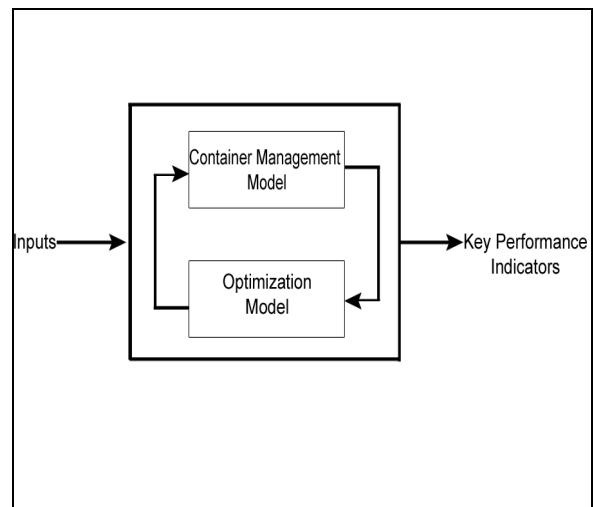 Container Management
Model
Inputs
Key Performance
Indicators
Optimization
Model